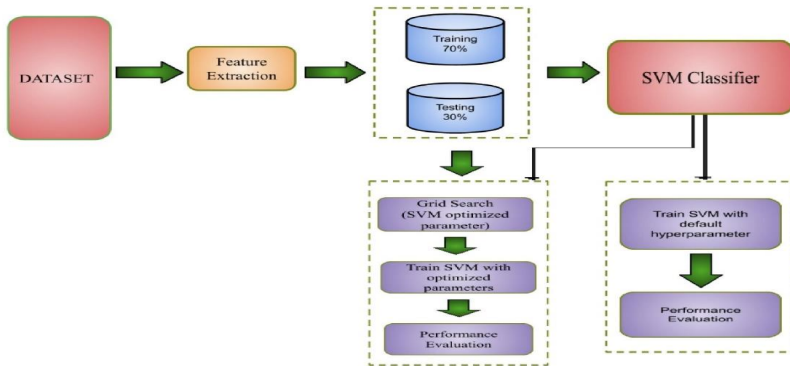 DATASET
Feature
Extraction
Training
70%
Testing
30%
SVM Classifier
Grid Search
(SVM optimized
parameter)
Train SVM with
optimized
parameters
Performance
Evaluation
Train SVM with
default
hyperparameter
Performance
Evaluation